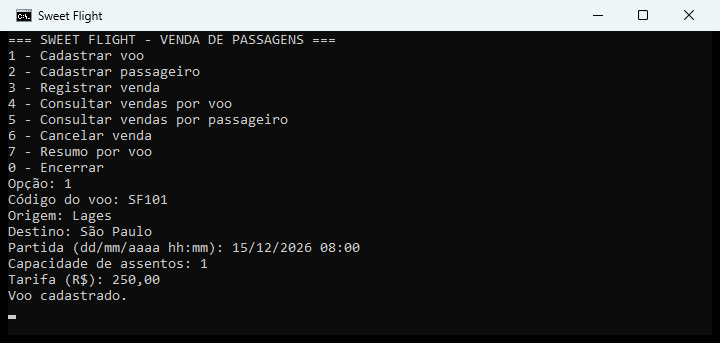 Sweet Flight
=== SWEET FLIGHT - VENDA DE PASSAGENS ===
1 - Cadastrar voo
2 - Cadastrar passageiro
3 - Registrar venda
4 - Consultar vendas por voo
5 - Consultar vendas por passageiro
6 - Cancelar venda
7 - Resumo por voo
0 - Encerrar
Opção: 1
Código do voo: SF101
Origem: Lages
Destino: São Paulo
Partida (dd/mm/aaaa hh:mm): 15/12/2026 08:00
Capacidade de assentos: 1
Tarifa (R$): 250,00
Voo cadastrado.